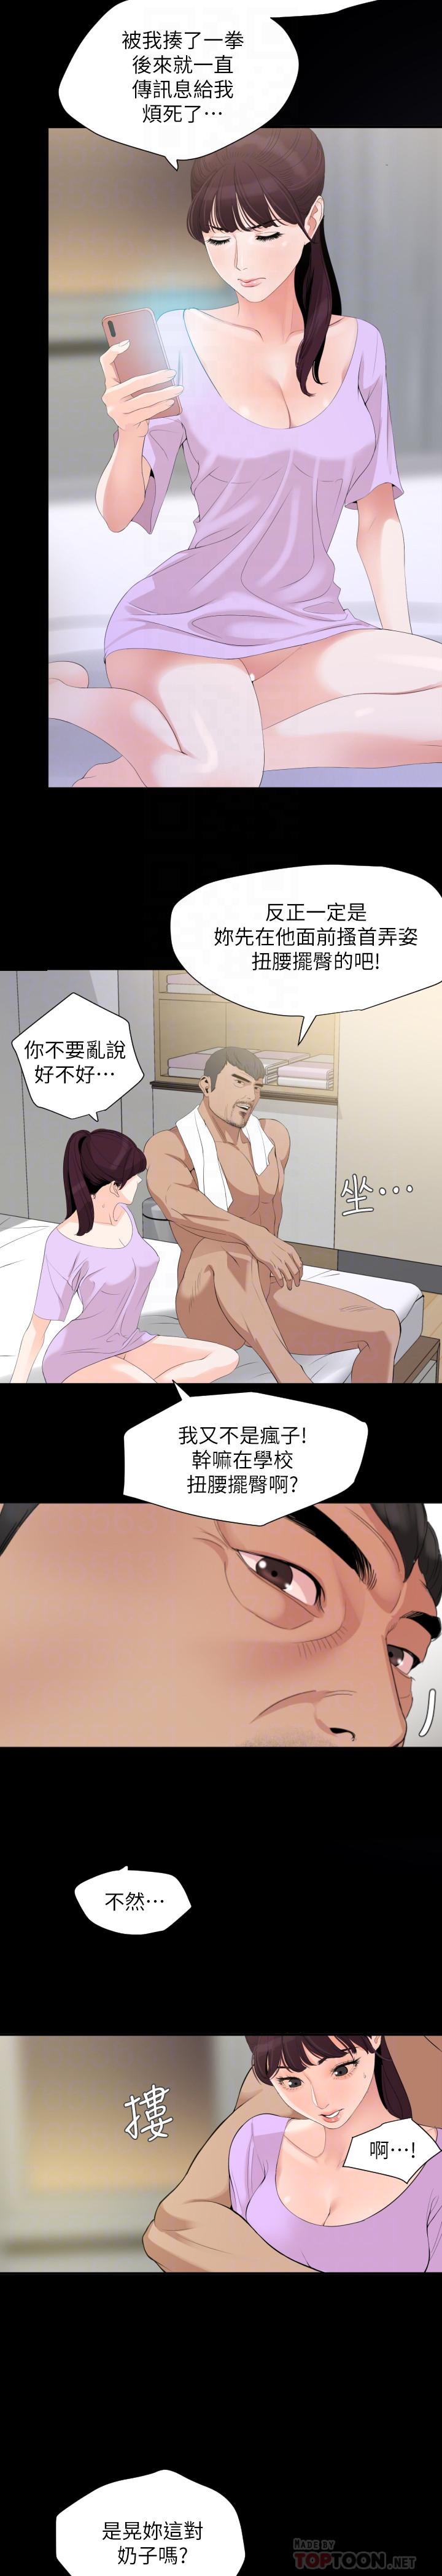 被我揍了一拳
後來就一直
傳訊息給我
煩死了…
反正一定是
妳先在他面前搔首弄姿
扭腰擺臀的吧!
你不要亂說
好不好…
坐…
我又不是瘋子!
幹嘛在學校
扭腰擺臀啊?
不然…
摟
啊…!
是晃妳這對
奶子嗎?
MADE BY
TOPTOON.NET